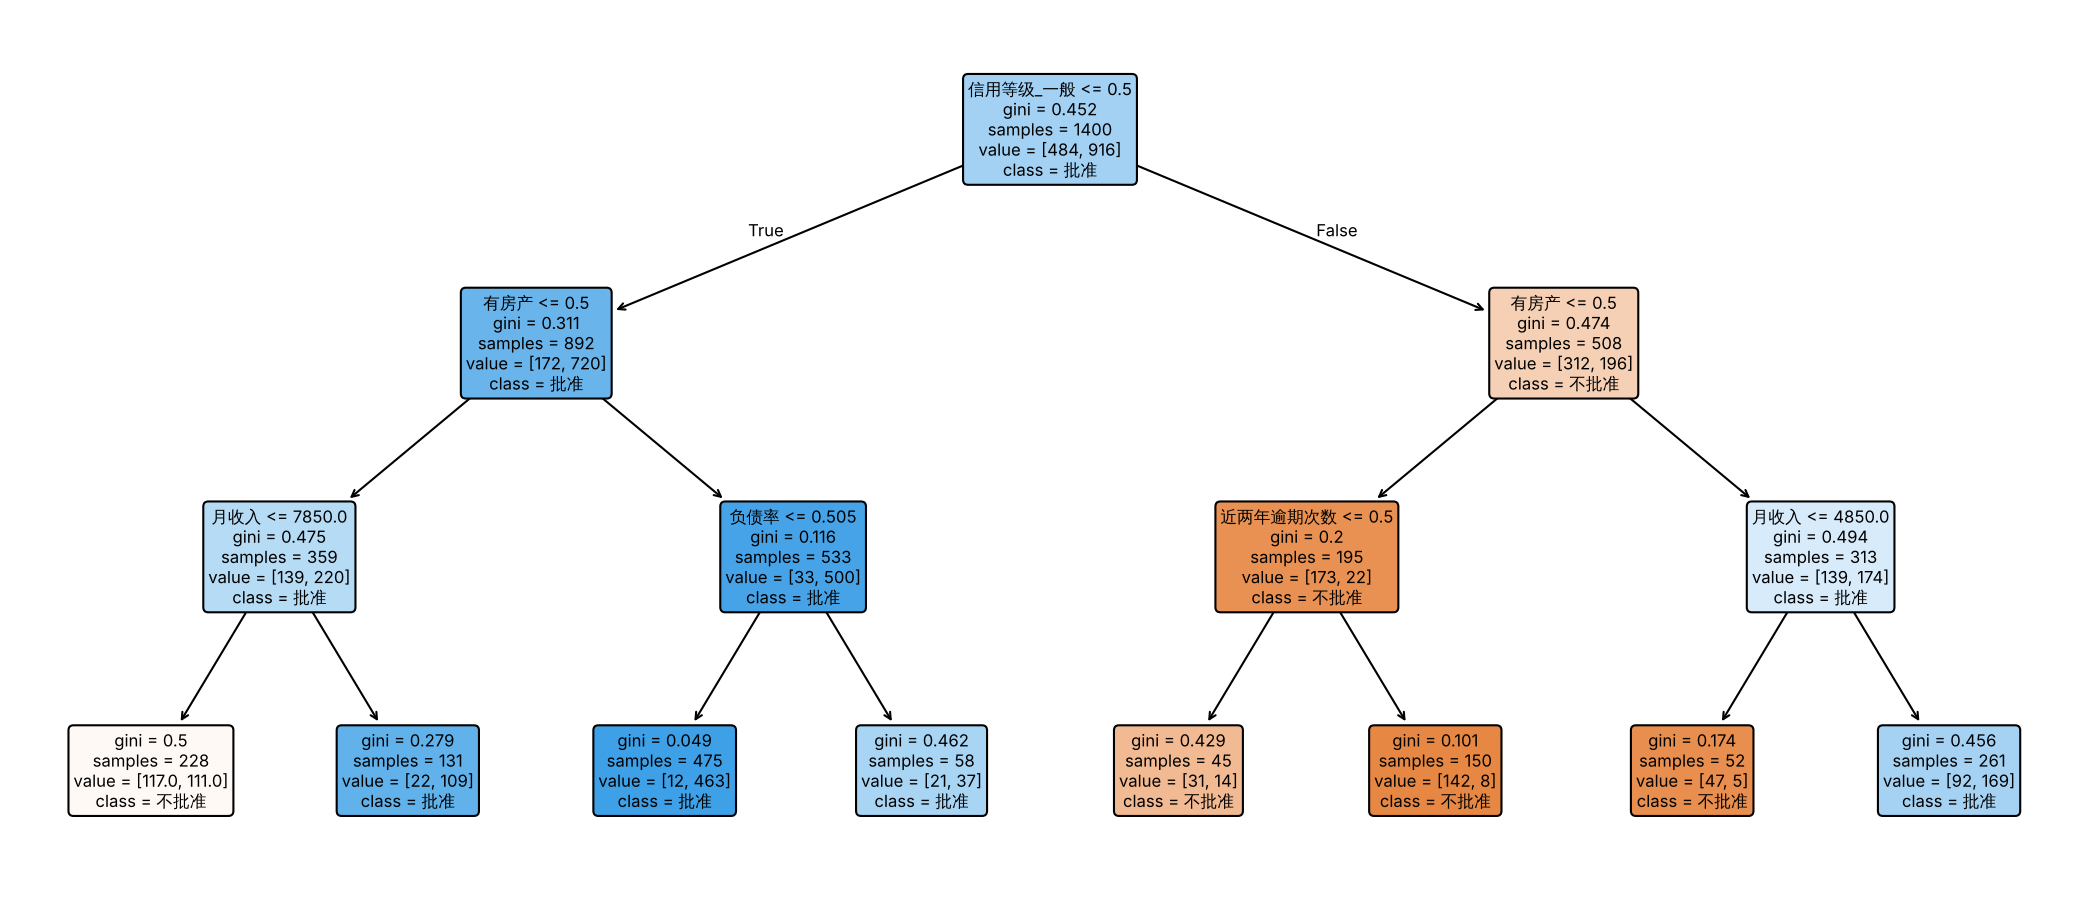 信用等级_一般 <= 0.5
gini = 0.452
samples = 1400
value = [484, 916]
class = 批准
True
False
有房产 <= 0.5
gini = 0.311
samples = 892
value = [172, 720]
class = 批准
有房产 <= 0.5
gini = 0.474
samples = 508
value = [312, 196]
class = 不批准
月收入 <= 7850.0
gini = 0.475
samples = 359
value = [139, 220]
class = 批准
负债率 <= 0.505
gini = 0.116
samples = 533
value = [33, 500]
class = 批准
近两年逾期次数 <= 0.5
gini = 0.2
samples = 195
value = [173, 22]
class = 不批准
月收入 <= 4850.0
gini = 0.494
samples = 313
value = [139, 174]
class = 批准
gini = 0.5
samples = 228
value = [117.0, 111.0]
class = 不批准
gini = 0.279
samples = 131
value = [22, 109]
class = 批准
gini = 0.049
samples = 475
value = [12, 463]
class = 批准
gini = 0.462
samples = 58
value = [21, 37]
class = 批准
gini = 0.429
samples = 45
value = [31, 14]
class = 不批准
gini = 0.101
samples = 150
value = [142, 8]
class = 不批准
gini = 0.174
samples = 52
value = [47, 5]
class = 不批准
gini = 0.456
samples = 261
value = [92, 169]
class = 批准